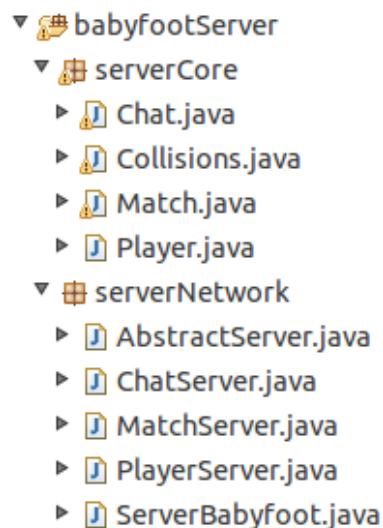 babyfootServer
serverCore
Chat.java
Collisions.java
Match.java
Player.java
serverNetwork
AbstractServer.java
ChatServer.java
MatchServer.java
PlayerServer.java
ServerBabyfoot.java